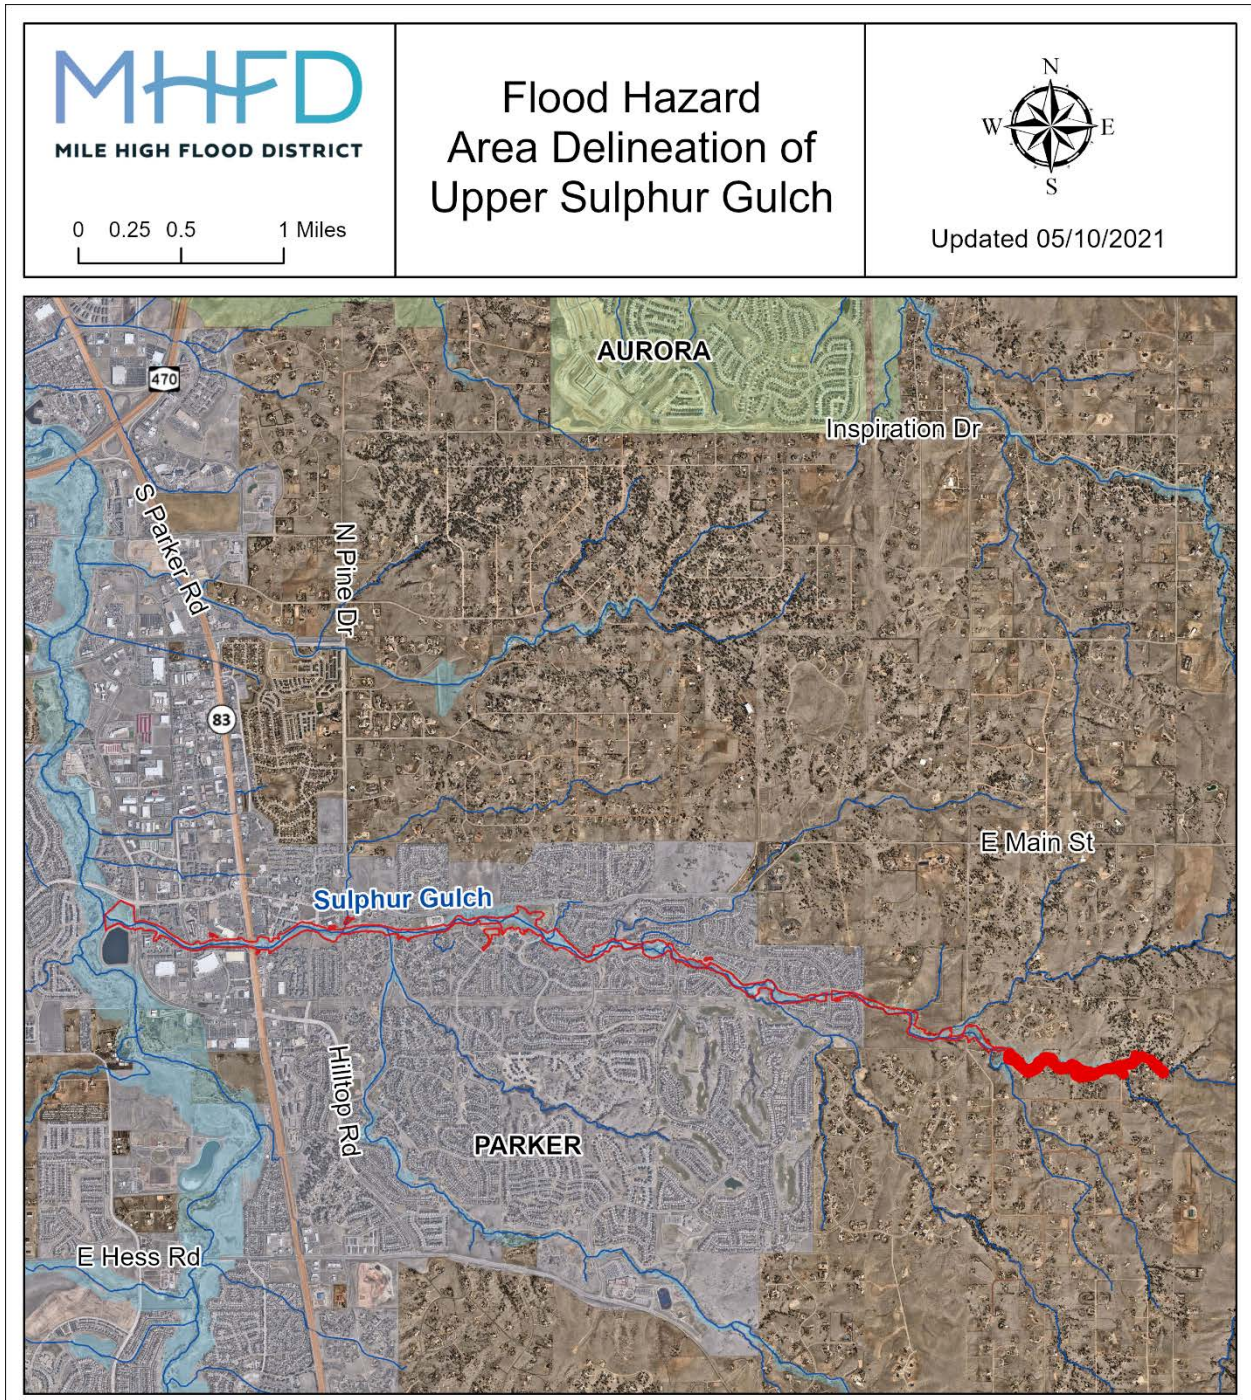 MHFD
MILE HIGH FLOOD DISTRICT
0 0.25 0.5 1 Miles
Flood Hazard
Area Delineation of
Upper Sulphur Gulch
N
W E
S
Updated 05/10/2021
AURORA
470
Inspiration Dr
S Parker Rd
N Pine Dr
83
E Main St
Sulphur Gulch
Hilltop Rd
PARKER
E Hess Rd